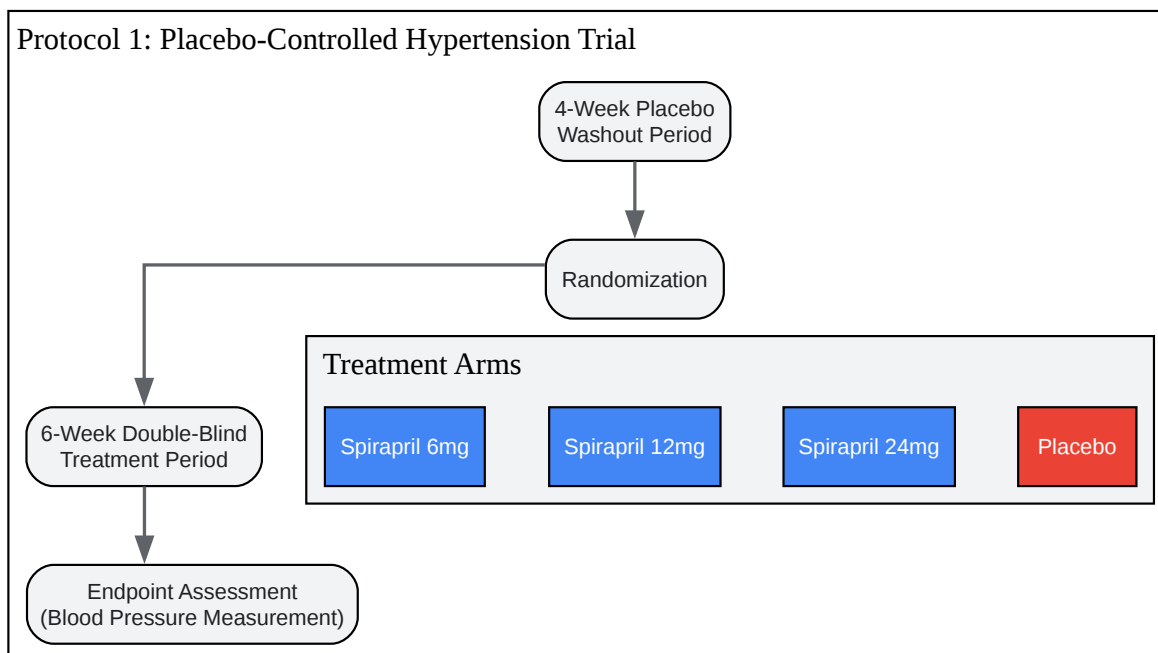 Protocol 1: Placebo-Controlled Hypertension Trial
4-Week Placebo
Washout Period
Randomization
Treatment Arms
Spirapril 6mg
Spirapril 12mg
Spirapril 24mg
Placebo
6-Week Double-Blind
Treatment Period
Endpoint Assessment
(Blood Pressure Measurement)